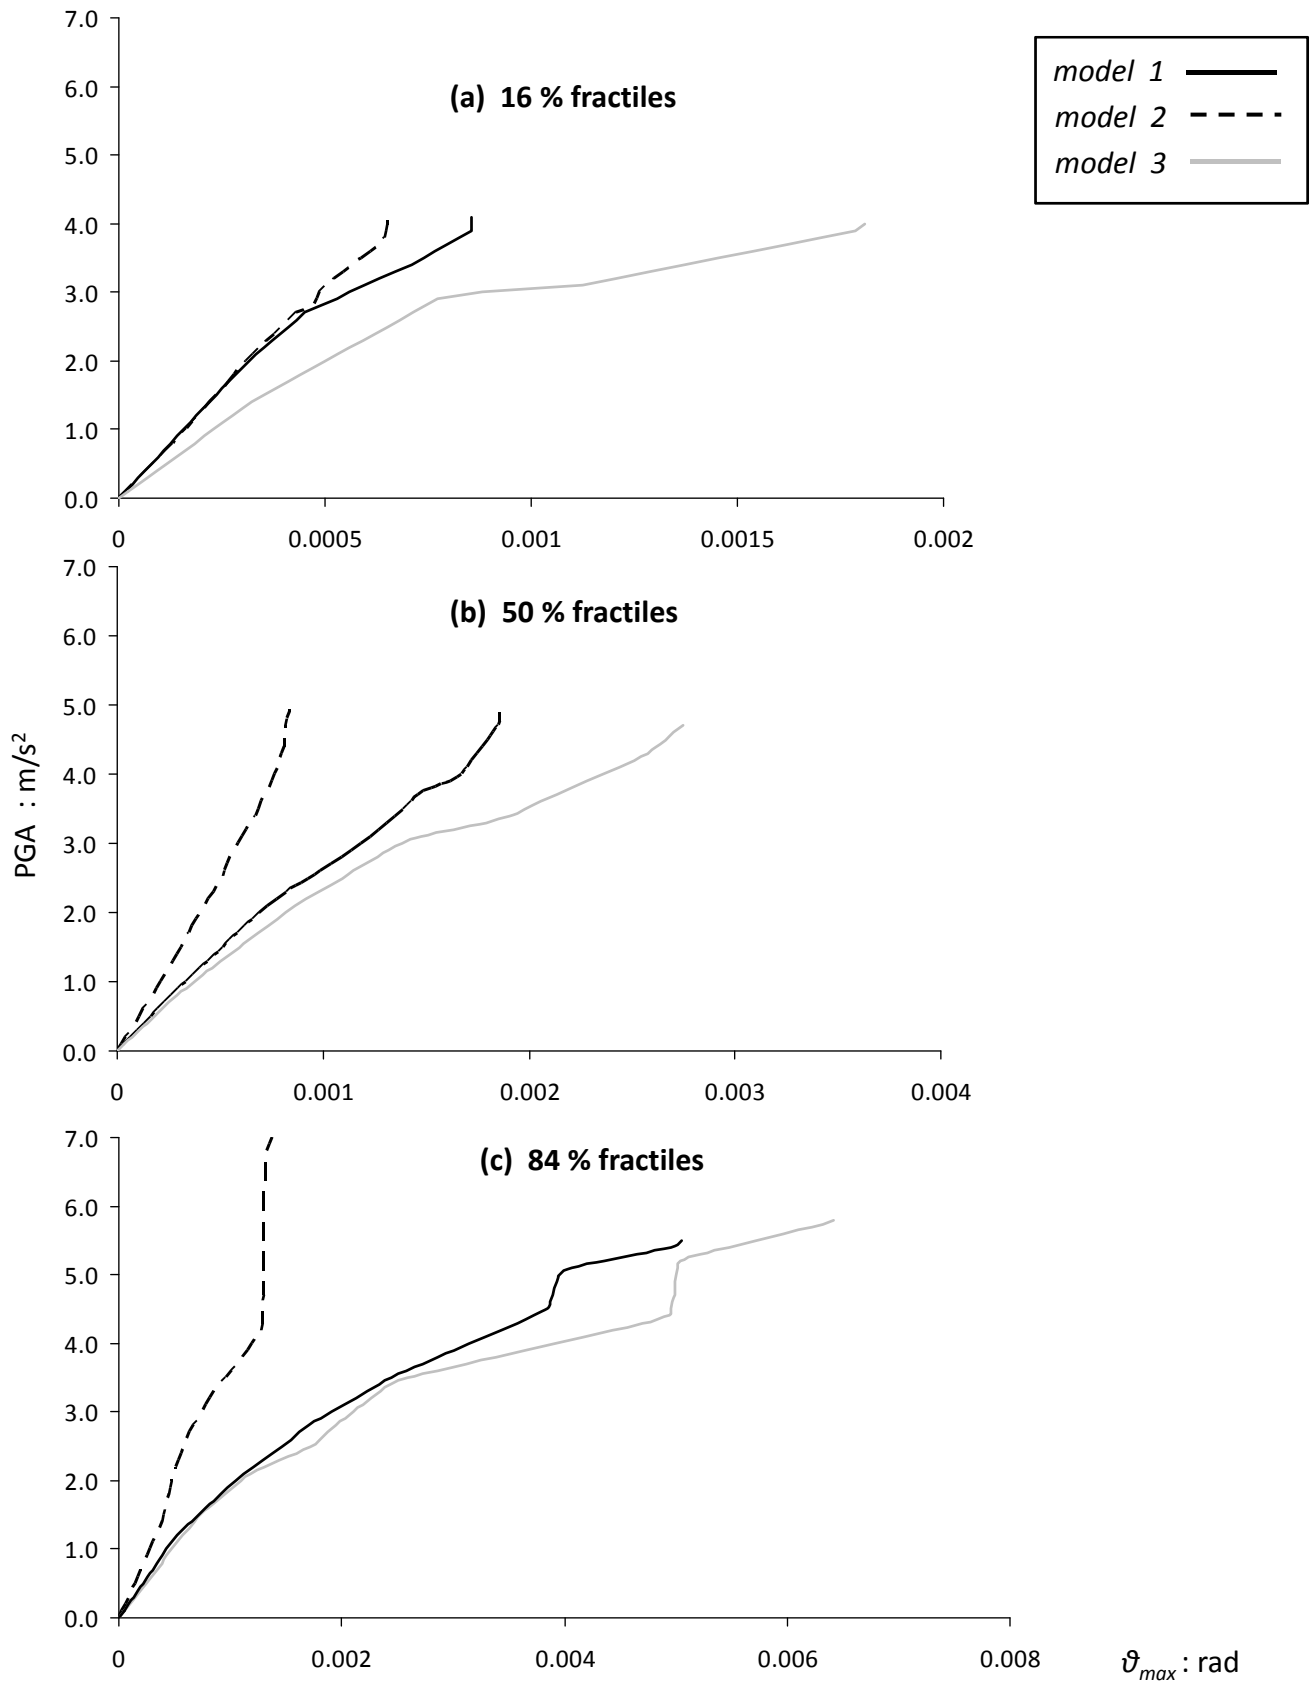 7.0
6.0
5.0
4.0
3.0
2.0
1.0
0.0
(a) 16 % fractiles
0 0.0005 0.001 0.0015 0.002
model 1
model 2
model 3
7.0
6.0
5.0
4.0
3.0
2.0
1.0
0.0
(b) 50 % fractiles
PGA : m/s²
0 0.001 0.002 0.003 0.004
7.0
6.0
5.0
4.0
3.0
2.0
1.0
0.0
(c) 84 % fractiles
0 0.002 0.004 0.006 0.008
ϑmax : rad